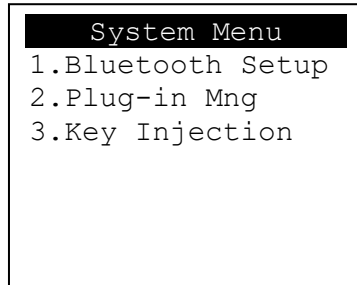 System Menu
1.Bluetooth Setup
2.Plug-in Mng
3.Key Injection